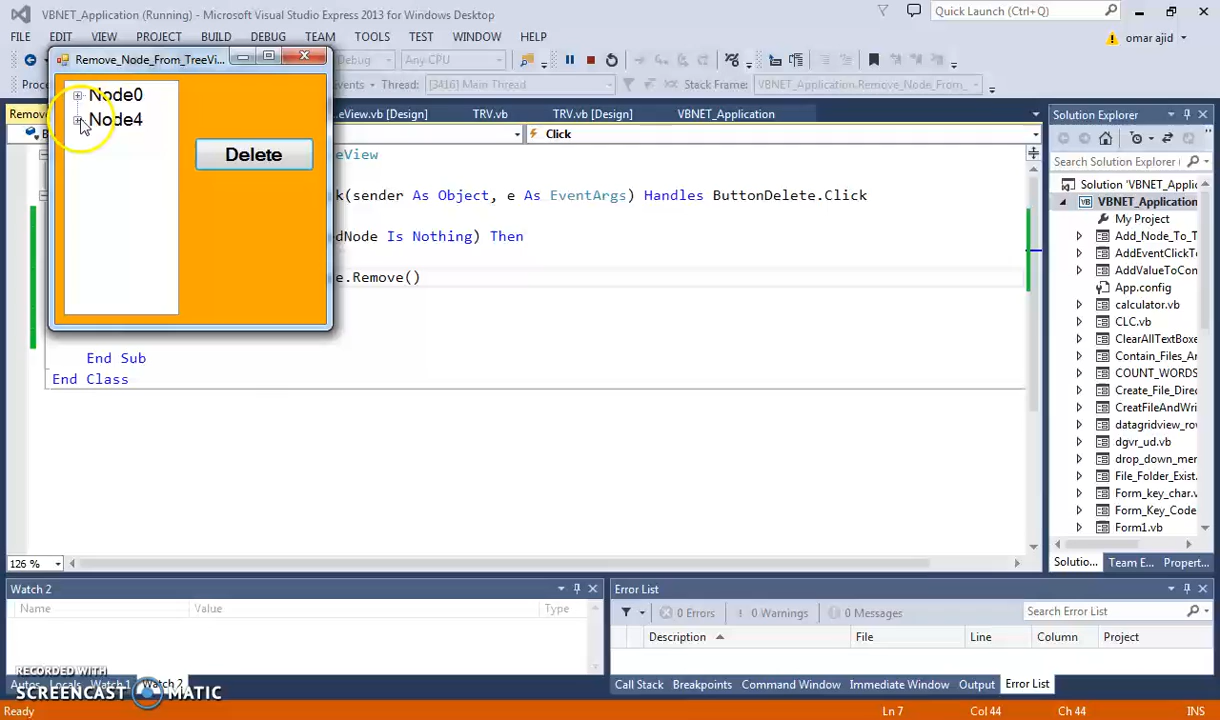 VBNET_Application (Running) - Microsoft Visual Studio Express 2013 for Windows Desktop
Quick Launch (Ctrl+Q)
FILE EDIT VIEW PROJECT BUILD DEBUG TEAM TOOLS TEST WINDOW HELP
omar ajid
Remove_Node_From_TreeVi...
Debug Any CPU
Proce
Events Thread: [3416] Main Thread Stack Frame: VBNET_Application.Remove_Node_From_
Node0
Node4
Delete
Remove
...eView.vb [Design] TRV.vb TRV.vb [Design] VBNET_Application
Click
eView
k(sender As Object, e As EventArgs) Handles ButtonDelete.Click
dNode Is Nothing) Then
e.Remove()
End Sub
End Class
Solution Explorer
Search Solution Explorer
Solution 'VBNET_Applic
VBNET_Application
My Project
Add_Node_To_T
AddEventClickTo
AddValueToCon
App.config
calculator.vb
CLC.vb
ClearAllTextBoxe
Contain_Files_Ar
COUNT_WORDS
Create_File_Direc
CreatFileAndWri
datagridview_rov
dgvr_ud.vb
drop_down_mer
File_Folder_Exist.
Form_key_char.v
Form_Key_Code
Form1.vb
Solutio... Team E... Propert...
126 %
Watch 2
Name Value Type
Autos Locals Watch 1 Watch 2
Error List
0 Errors 0 Warnings 0 Messages
Search Error List
Description File Line Column Project
Call Stack Breakpoints Command Window Immediate Window Output Error List
RECORDED WITH
SCREENCAST MATIC
Ready Ln 7 Col 44 Ch 44 INS